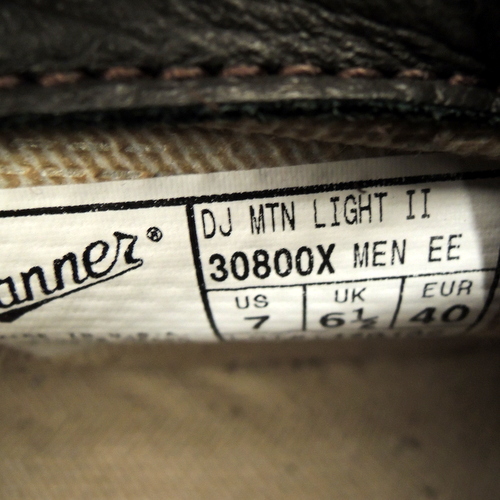 anner®
DJ MTN LIGHT II
30800X MEN EE
US UK EUR
7 6½ 40